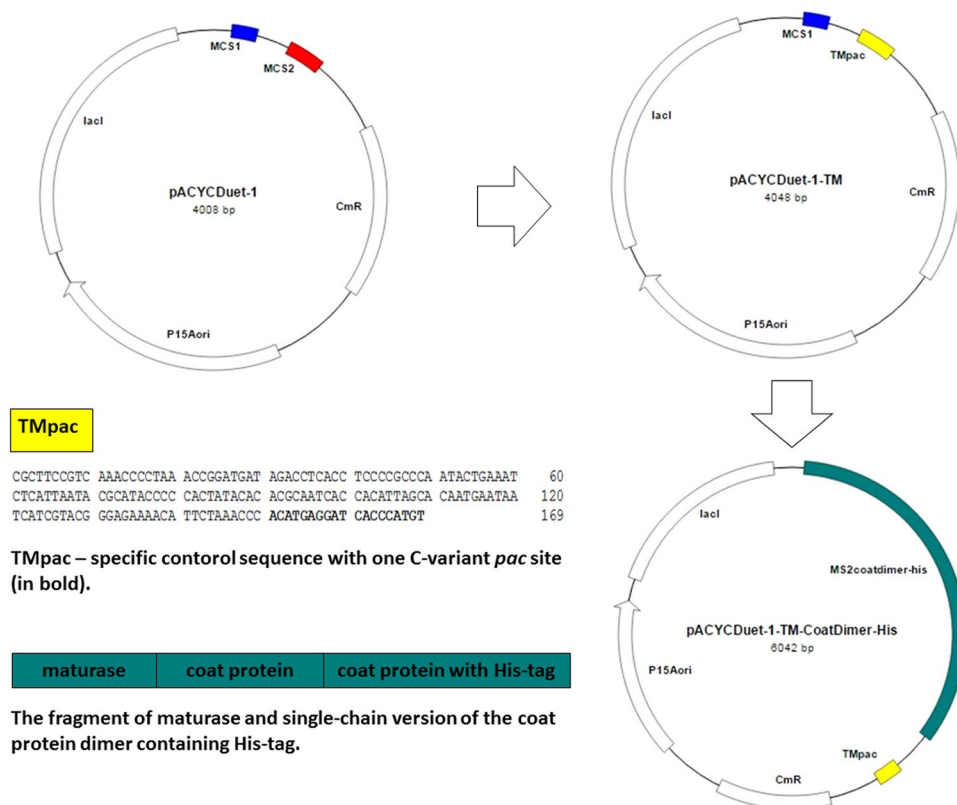 MCS1
MCS2
lacI
pACYCDuet-1
4008 bp
CmR
P15Aori
MCS1
TMpac
lacI
pACYCDuet-1-TM
4048 bp
CmR
P15Aori
TMpac
CGCTTCCGTC AAACCCCTAA ACCGGATGAT AGACCTCACC TCCCCGCCCA AATACTGAAAT 60
CTCATTAATA CGCATACCCC CACTATACAC ACGCAATCAC CACATTAGCA CAATGAATAA 120
TCATCGTACG GGAGAAAACA TTCTAAACCC ACATGAGGAT CACCCATGT 169
TMpac – specific contorol sequence with one C-variant pac site
(in bold).
maturase coat protein coat protein with His-tag
The fragment of maturase and single-chain version of the coat
protein dimer containing His-tag.
lacI
MS2coatdimer-his
pACYCDuet-1-TM-CoatDimer-His
6042 bp
P15Aori
TMpac
CmR